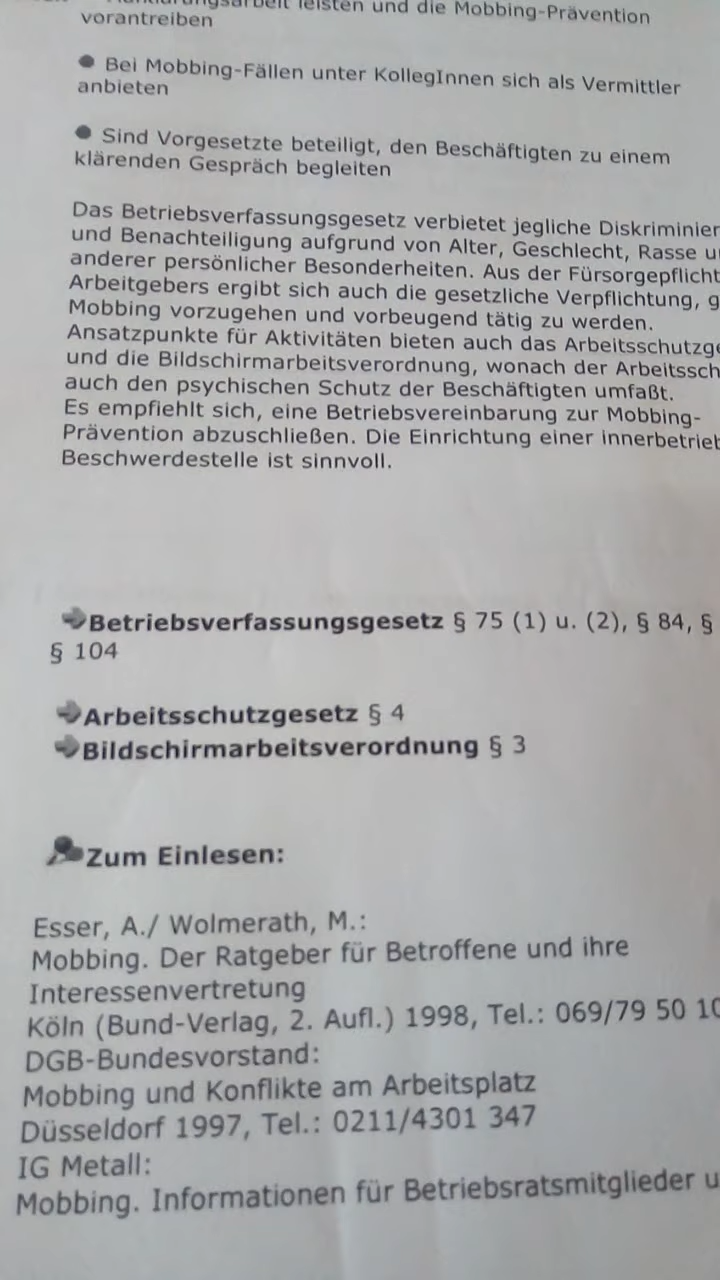 leisten und die Mobbing-Prävention
vorantreiben
● Bei Mobbing-Fällen unter KollegInnen sich als Vermittler
anbieten
● Sind Vorgesetzte beteiligt, den Beschäftigten zu einem
klärenden Gespräch begleiten
Das Betriebsverfassungsgesetz verbietet jegliche Diskriminier
und Benachteiligung aufgrund von Alter, Geschlecht, Rasse u
anderer persönlicher Besonderheiten. Aus der Fürsorgepflicht
Arbeitgebers ergibt sich auch die gesetzliche Verpflichtung, g
Mobbing vorzugehen und vorbeugend tätig zu werden.
Ansatzpunkte für Aktivitäten bieten auch das Arbeitsschutzge
und die Bildschirmarbeitsverordnung, wonach der Arbeitssch
auch den psychischen Schutz der Beschäftigten umfaßt.
Es empfiehlt sich, eine Betriebsvereinbarung zur Mobbing-
Prävention abzuschließen. Die Einrichtung einer innerbetrieb
Beschwerdestelle ist sinnvoll.
Betriebsverfassungsgesetz § 75 (1) u. (2), § 84, §
§ 104
Arbeitsschutzgesetz § 4
Bildschirmarbeitsverordnung § 3
Zum Einlesen:
Esser, A./ Wolmerath, M.:
Mobbing. Der Ratgeber für Betroffene und ihre
Interessenvertretung
Köln (Bund-Verlag, 2. Aufl.) 1998, Tel.: 069/79 50 10
DGB-Bundesvorstand:
Mobbing und Konflikte am Arbeitsplatz
Düsseldorf 1997, Tel.: 0211/4301 347
IG Metall:
Mobbing. Informationen für Betriebsratsmitglieder u